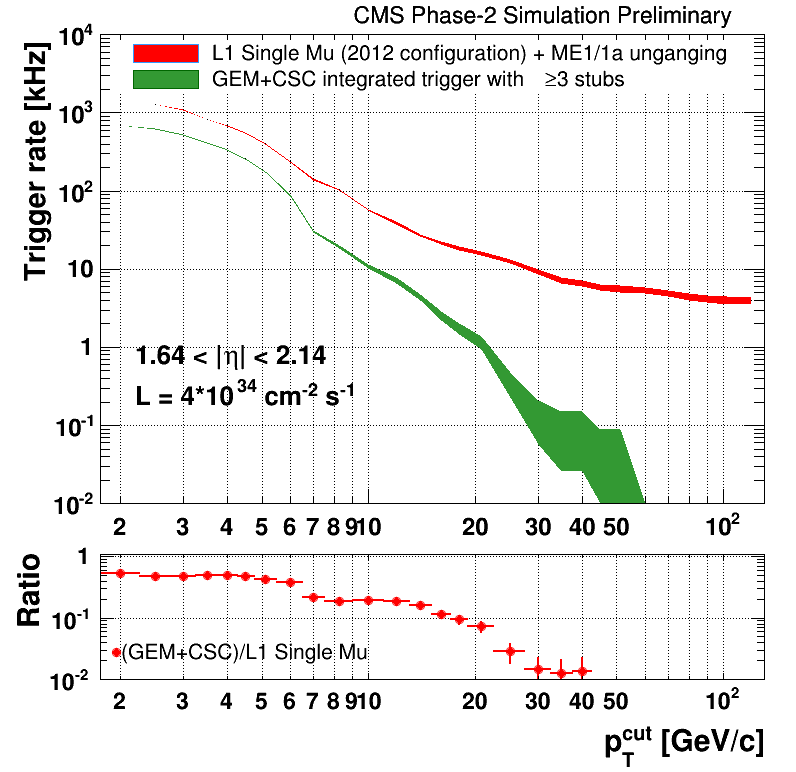 CMS Phase-2 Simulation Preliminary
L1 Single Mu (2012 configuration) + ME1/1a unganging
GEM+CSC integrated trigger with ≥3 stubs
Trigger rate [kHz]
10^4
10^3
10^2
10
1
10^-1
10^-2
1.64 < |η| < 2.14
L = 4*10^34 cm^-2 s^-1
2 3 4 5 6 7 8 910 20 30 40 50 10^2
Ratio
1
10^-1
10^-2
(GEM+CSC)/L1 Single Mu
2 3 4 5 6 7 8 910 20 30 40 50 10^2
p_T^cut [GeV/c]